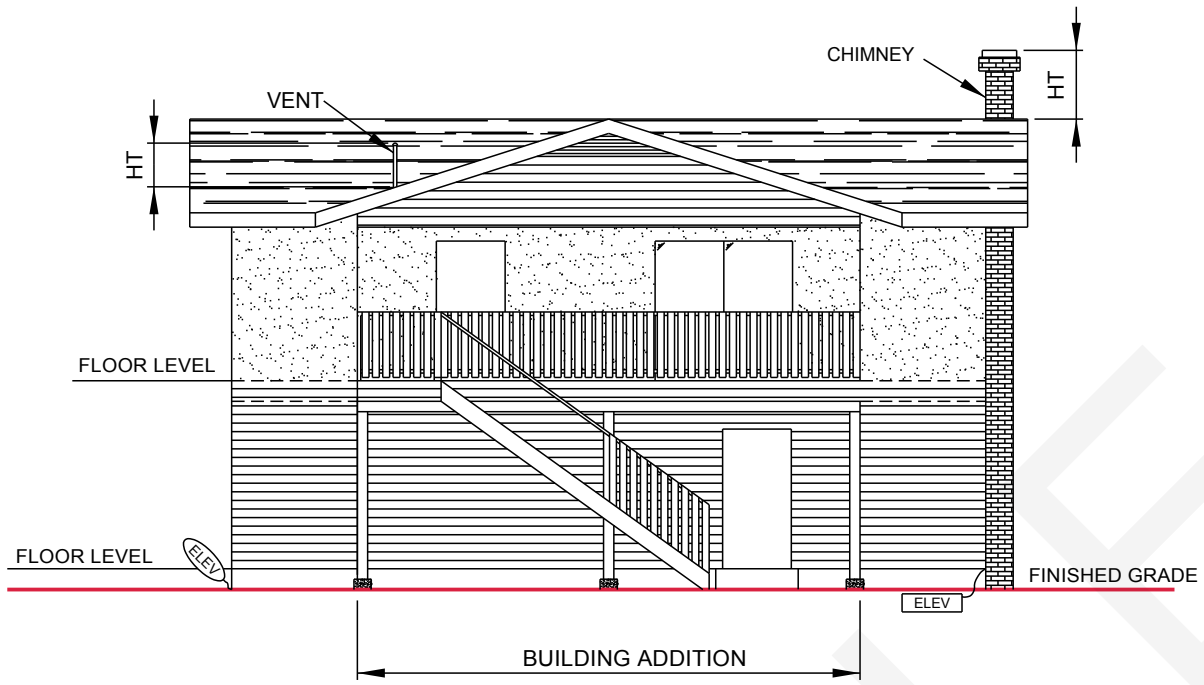 CHIMNEY
HT
VENT
HT
FLOOR LEVEL
FLOOR LEVEL
ELEV
FINISHED GRADE
ELEV
BUILDING ADDITION